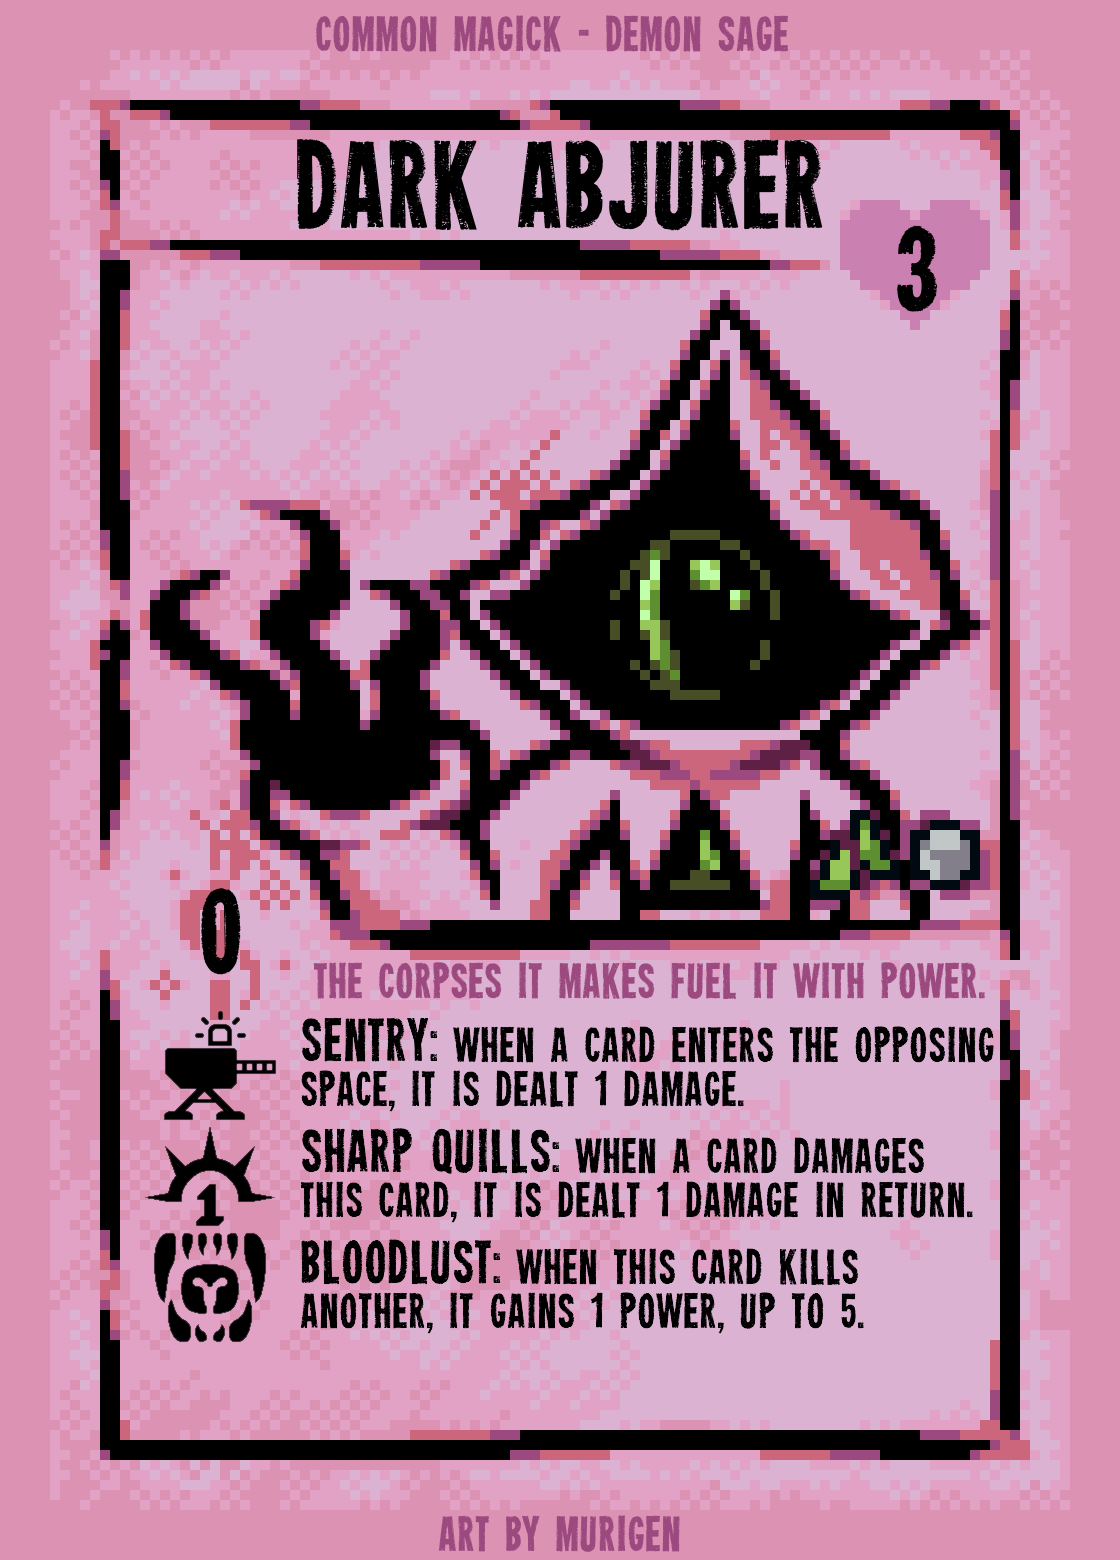 COMMON MAGICK - DEMON SAGE
DARK ABJURER
3
0
THE CORPSES IT MAKES FUEL IT WITH POWER.
SENTRY: WHEN A CARD ENTERS THE OPPOSING
SPACE, IT IS DEALT 1 DAMAGE.
SHARP QUILLS: WHEN A CARD DAMAGES
THIS CARD, IT IS DEALT 1 DAMAGE IN RETURN.
1
BLOODLUST: WHEN THIS CARD KILLS
ANOTHER, IT GAINS 1 POWER, UP TO 5.
ART BY MURIGEN